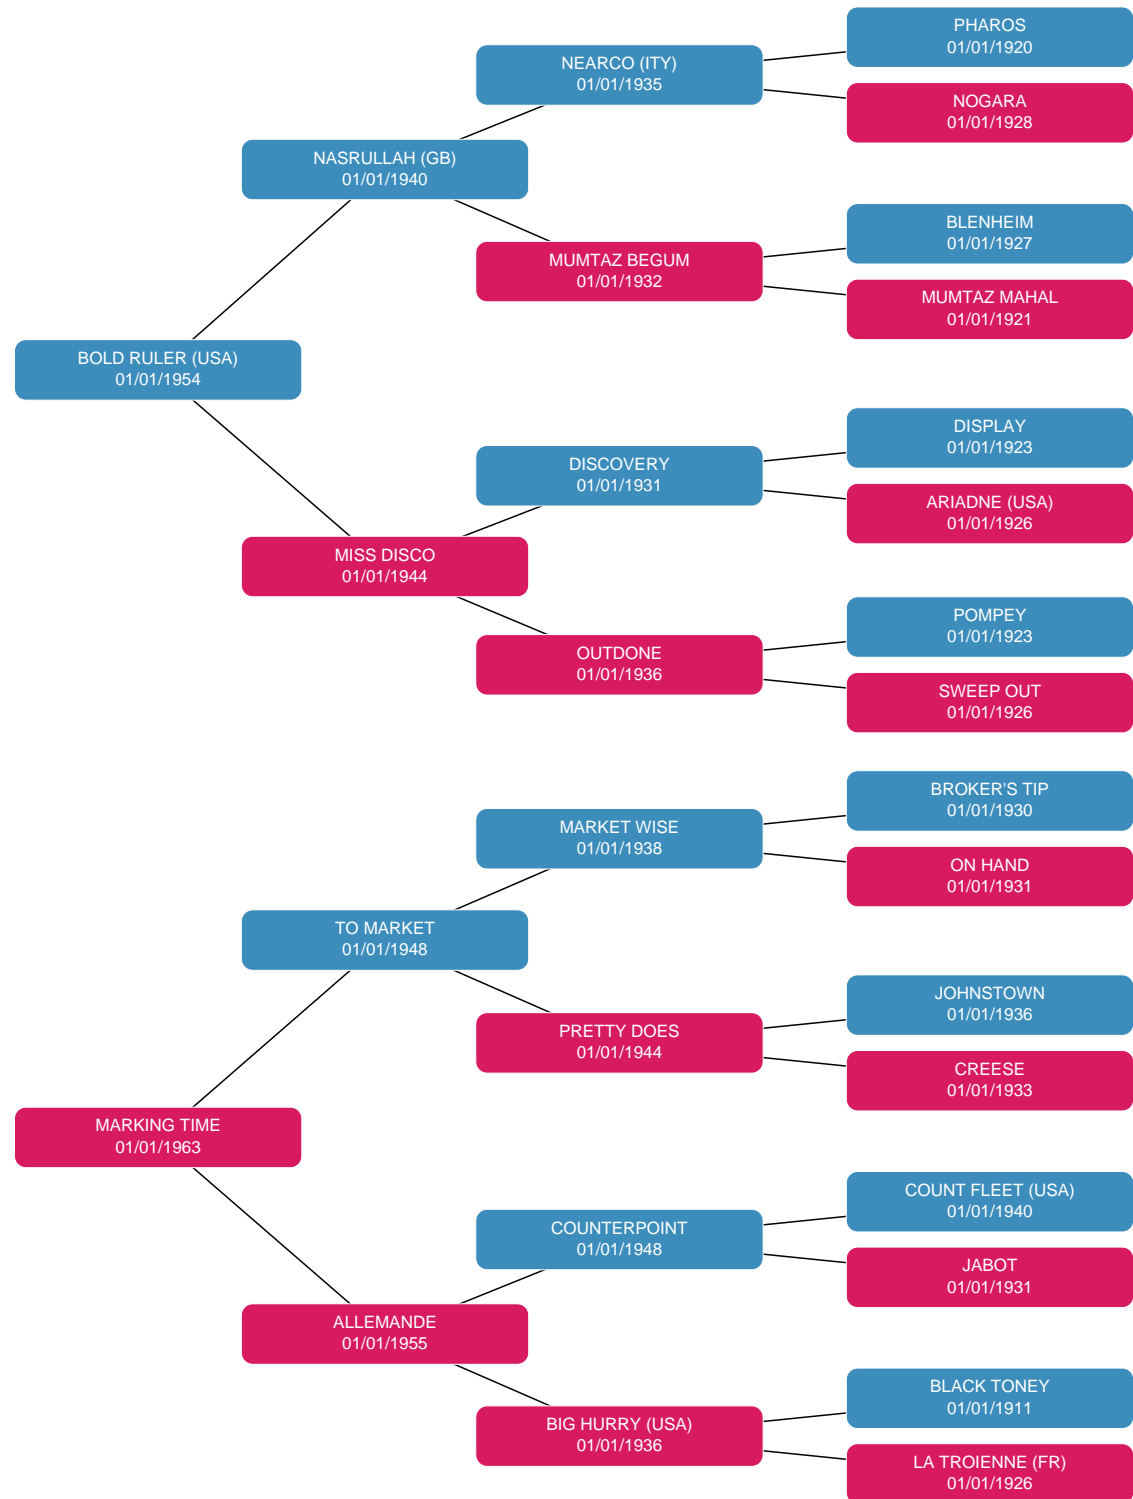 PHAROS
01/01/1920
NEARCO (ITY)
01/01/1935
NOGARA
01/01/1928
NASRULLAH (GB)
01/01/1940
BLENHEIM
01/01/1927
MUMTAZ BEGUM
01/01/1932
MUMTAZ MAHAL
01/01/1921
BOLD RULER (USA)
01/01/1954
DISPLAY
01/01/1923
DISCOVERY
01/01/1931
ARIADNE (USA)
01/01/1926
MISS DISCO
01/01/1944
POMPEY
01/01/1923
OUTDONE
01/01/1936
SWEEP OUT
01/01/1926
BROKER'S TIP
01/01/1930
MARKET WISE
01/01/1938
ON HAND
01/01/1931
TO MARKET
01/01/1948
JOHNSTOWN
01/01/1936
PRETTY DOES
01/01/1944
CREESE
01/01/1933
MARKING TIME
01/01/1963
COUNT FLEET (USA)
01/01/1940
COUNTERPOINT
01/01/1948
JABOT
01/01/1931
ALLEMANDE
01/01/1955
BLACK TONEY
01/01/1911
BIG HURRY (USA)
01/01/1936
LA TROIENNE (FR)
01/01/1926